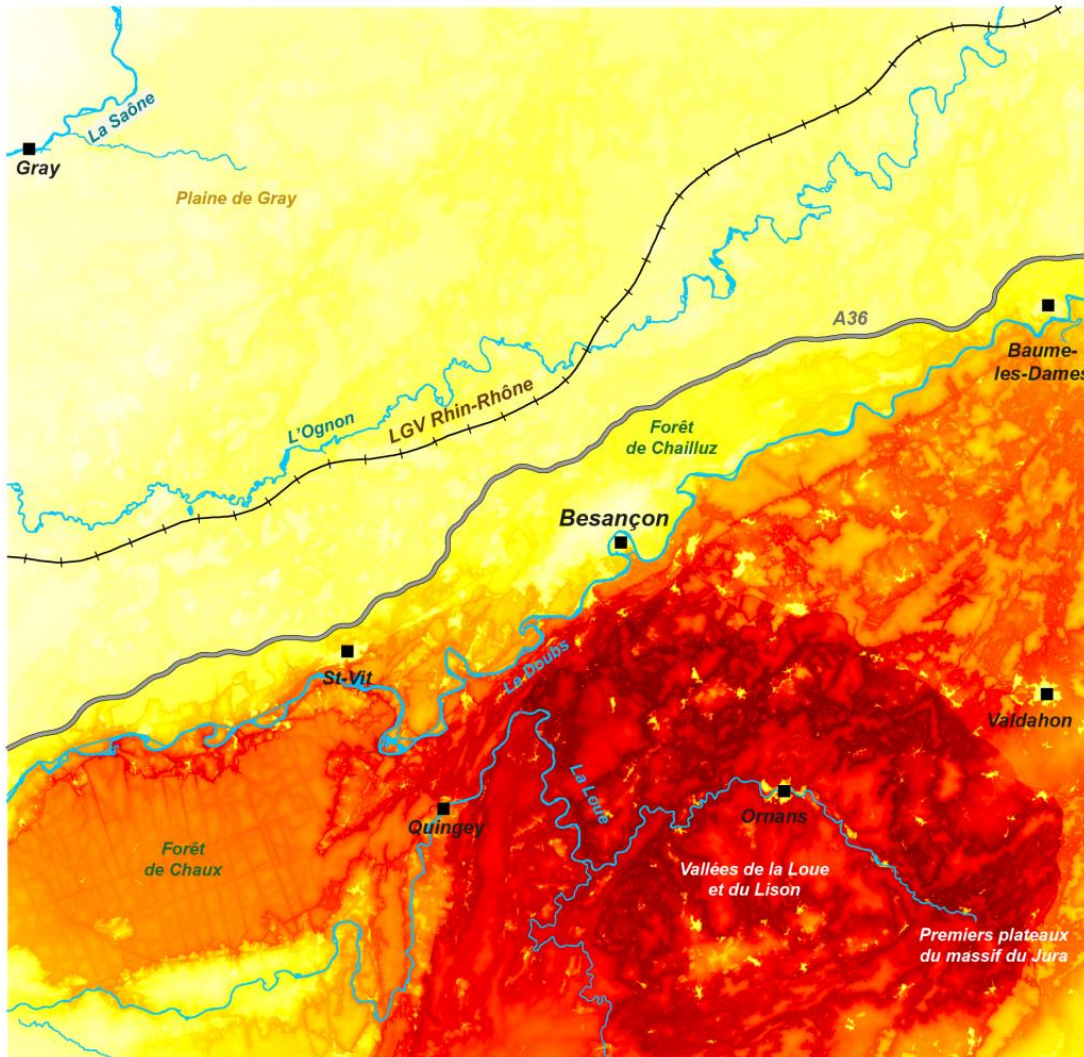 La Saône
Gray
Plaine de Gray
A36
Baume-
les-Dames
LGV Rhin-Rhône
L'Ognon
Forêt
de Chailluz
Besançon
St-Vit
Le Doubs
Valdahon
La Loue
Ornans
Quingey
Forêt
de Chaux
Vallées de la Loue
et du Lison
Premiers plateaux
du massif du Jura